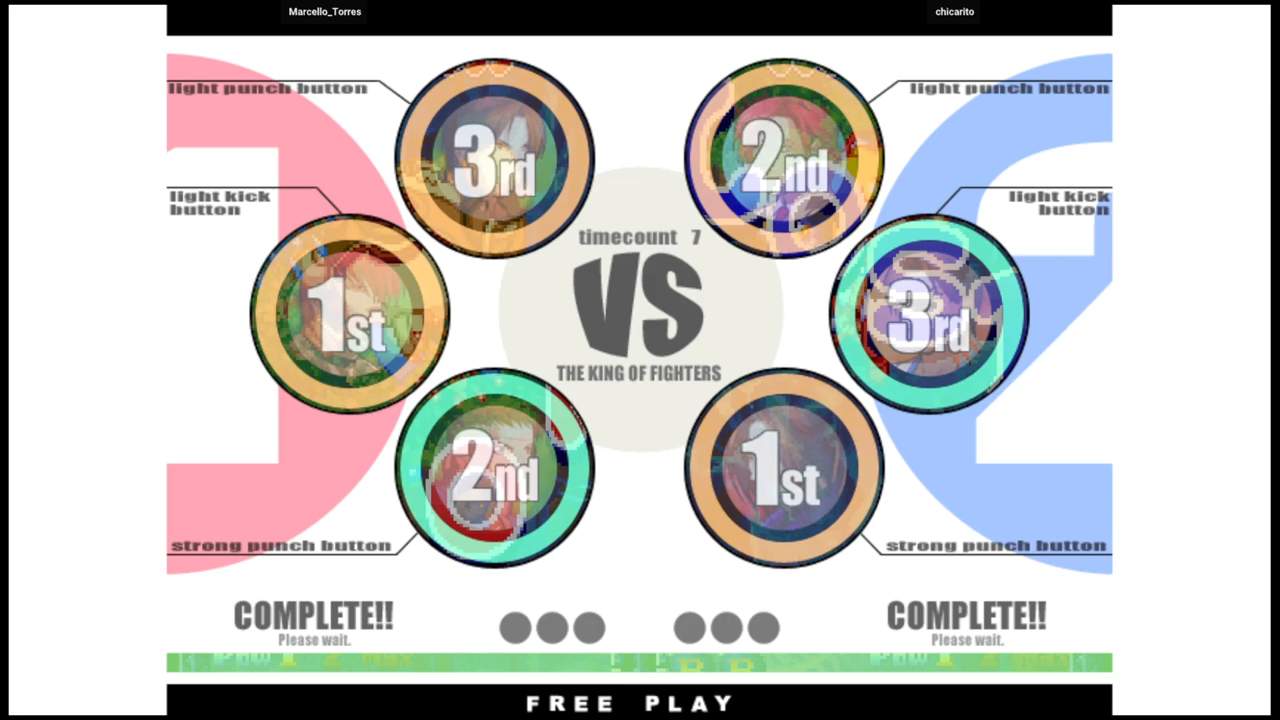 Marcello_Torres
chicarito
light punch button
3rd
2nd
light punch button
light kick
button
light kick
button
timecount 7
VS
THE KING OF FIGHTERS
1st
3rd
2nd
1st
strong punch button
strong punch button
COMPLETE!!
Please wait.
COMPLETE!!
Please wait.
FREE PLAY